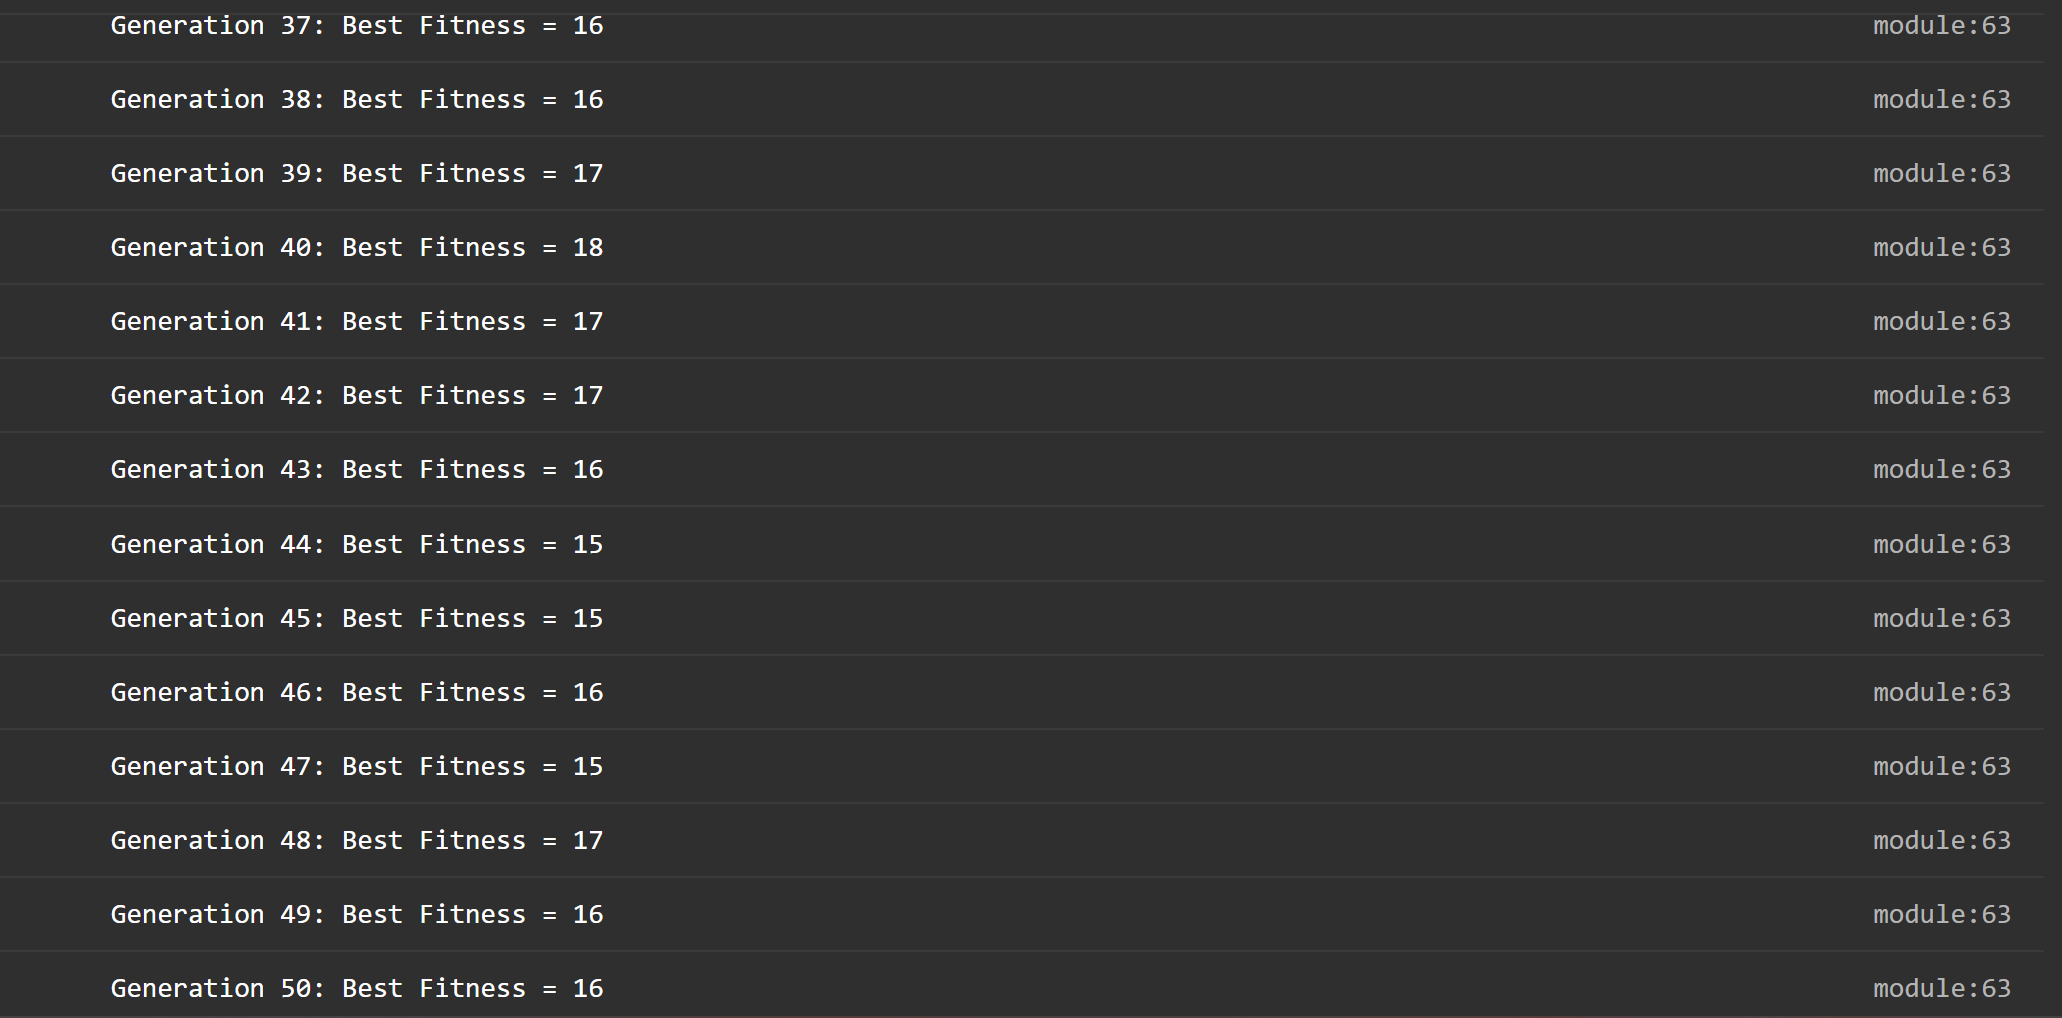 Generation 37: Best Fitness = 16 module:63
Generation 38: Best Fitness = 16 module:63
Generation 39: Best Fitness = 17 module:63
Generation 40: Best Fitness = 18 module:63
Generation 41: Best Fitness = 17 module:63
Generation 42: Best Fitness = 17 module:63
Generation 43: Best Fitness = 16 module:63
Generation 44: Best Fitness = 15 module:63
Generation 45: Best Fitness = 15 module:63
Generation 46: Best Fitness = 16 module:63
Generation 47: Best Fitness = 15 module:63
Generation 48: Best Fitness = 17 module:63
Generation 49: Best Fitness = 16 module:63
Generation 50: Best Fitness = 16 module:63